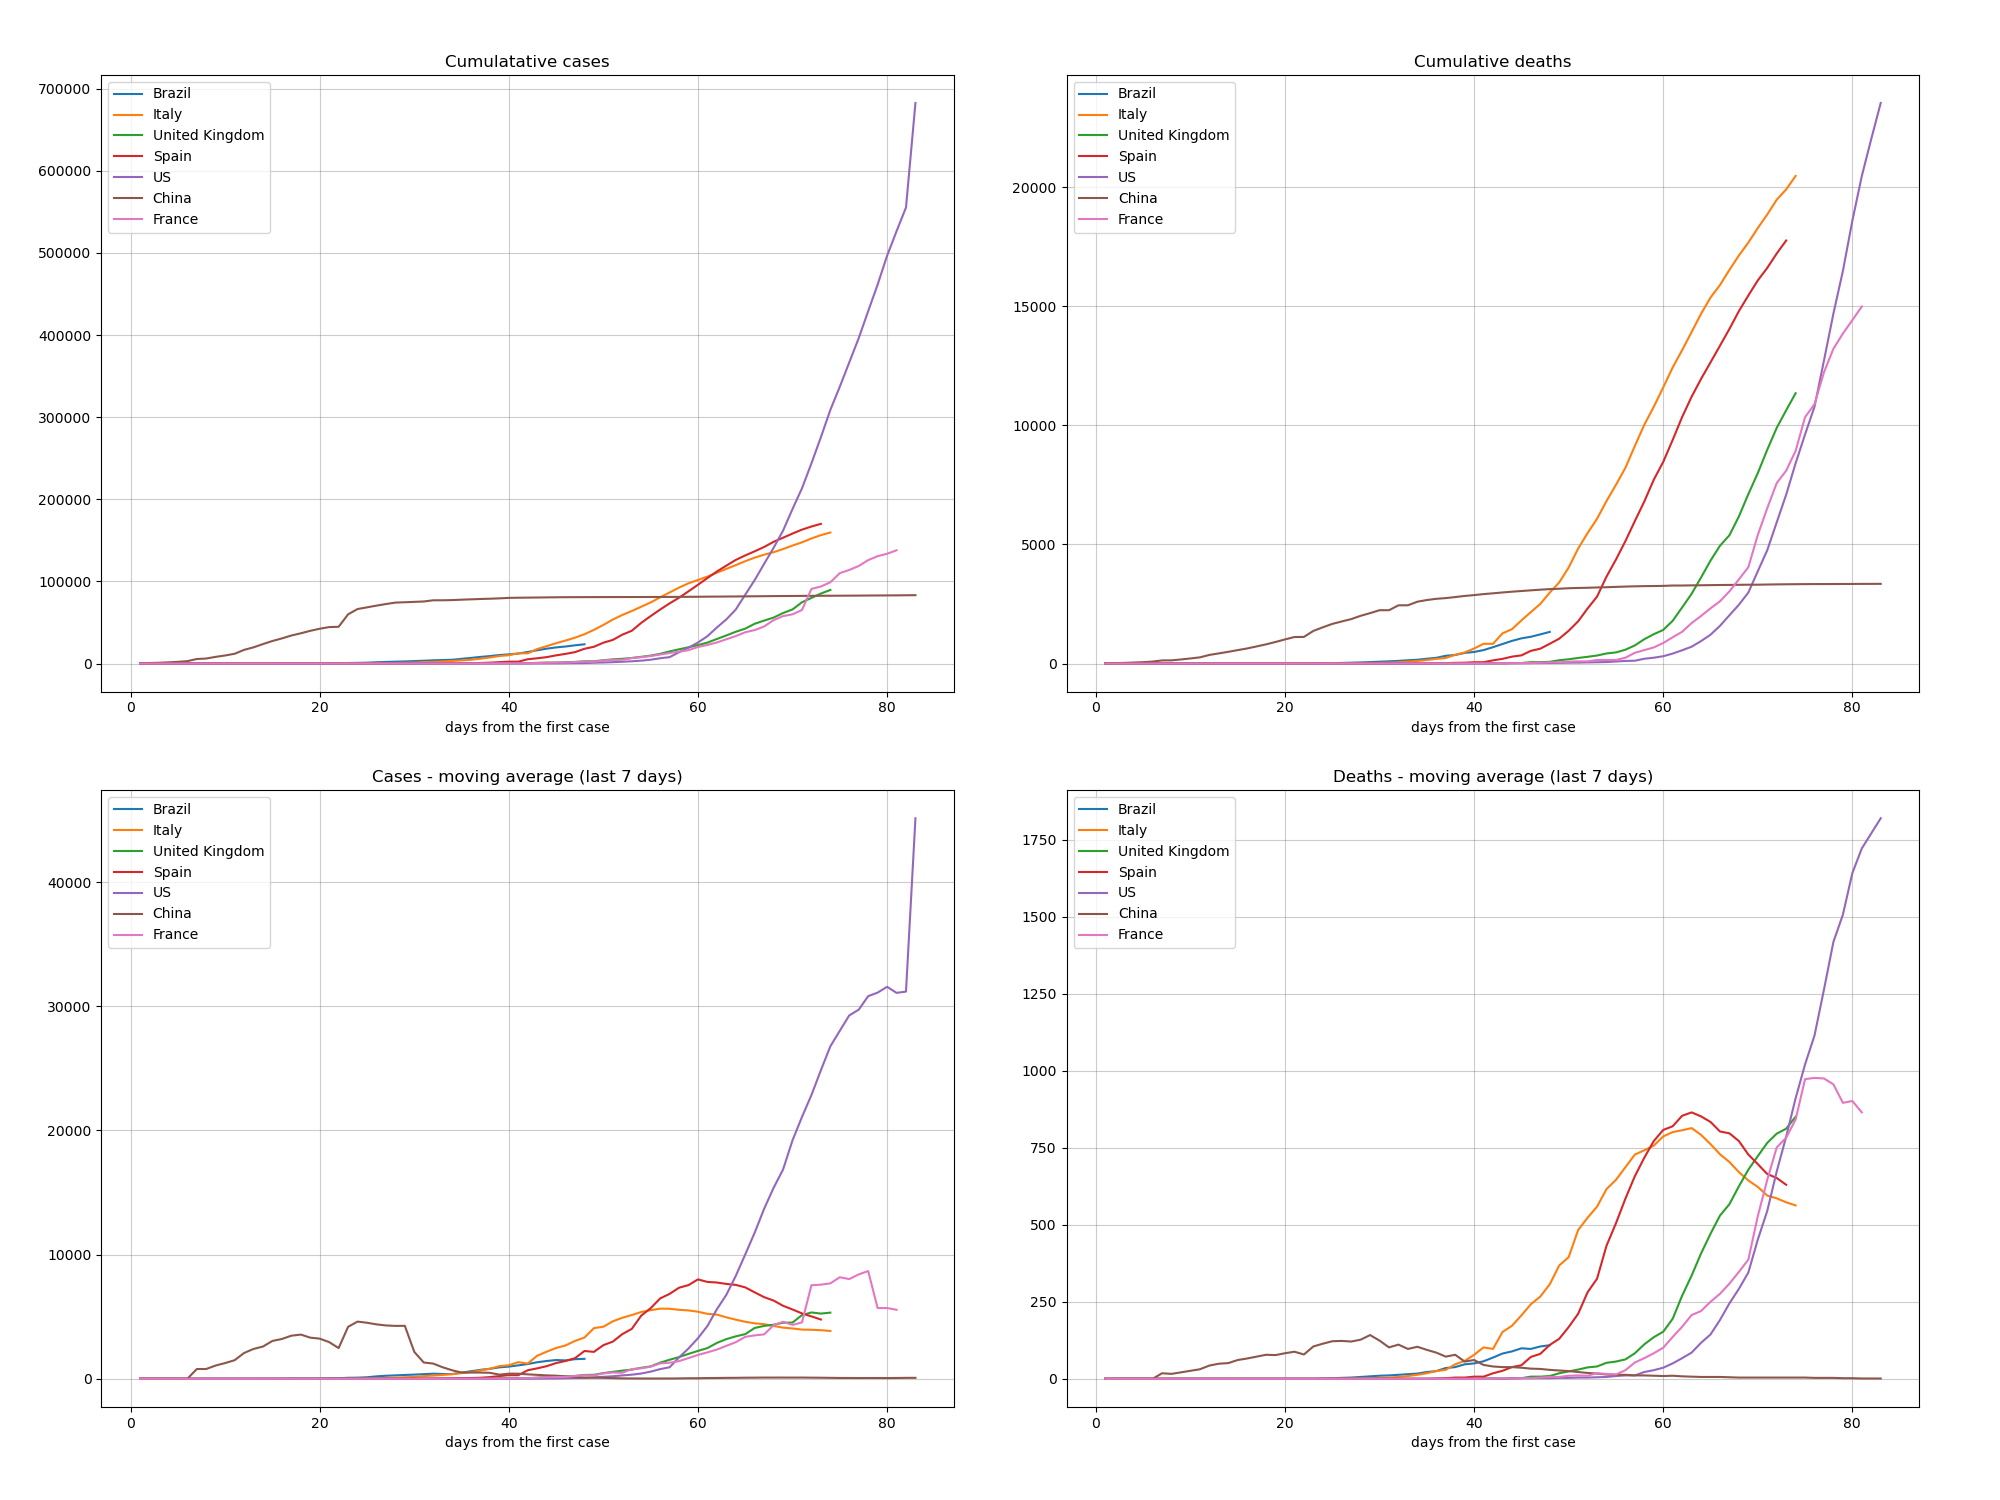 Cumulatative cases
700000
600000
500000
400000
300000
200000
100000
0
Brazil
Italy
United Kingdom
Spain
US
China
France
0 20 40 60 80
days from the first case
Cumulative deaths
20000
15000
10000
5000
0
Brazil
Italy
United Kingdom
Spain
US
China
France
0 20 40 60 80
days from the first case
Cases - moving average (last 7 days)
40000
30000
20000
10000
0
Brazil
Italy
United Kingdom
Spain
US
China
France
0 20 40 60 80
days from the first case
Deaths - moving average (last 7 days)
1750
1500
1250
1000
750
500
250
0
Brazil
Italy
United Kingdom
Spain
US
China
France
0 20 40 60 80
days from the first case